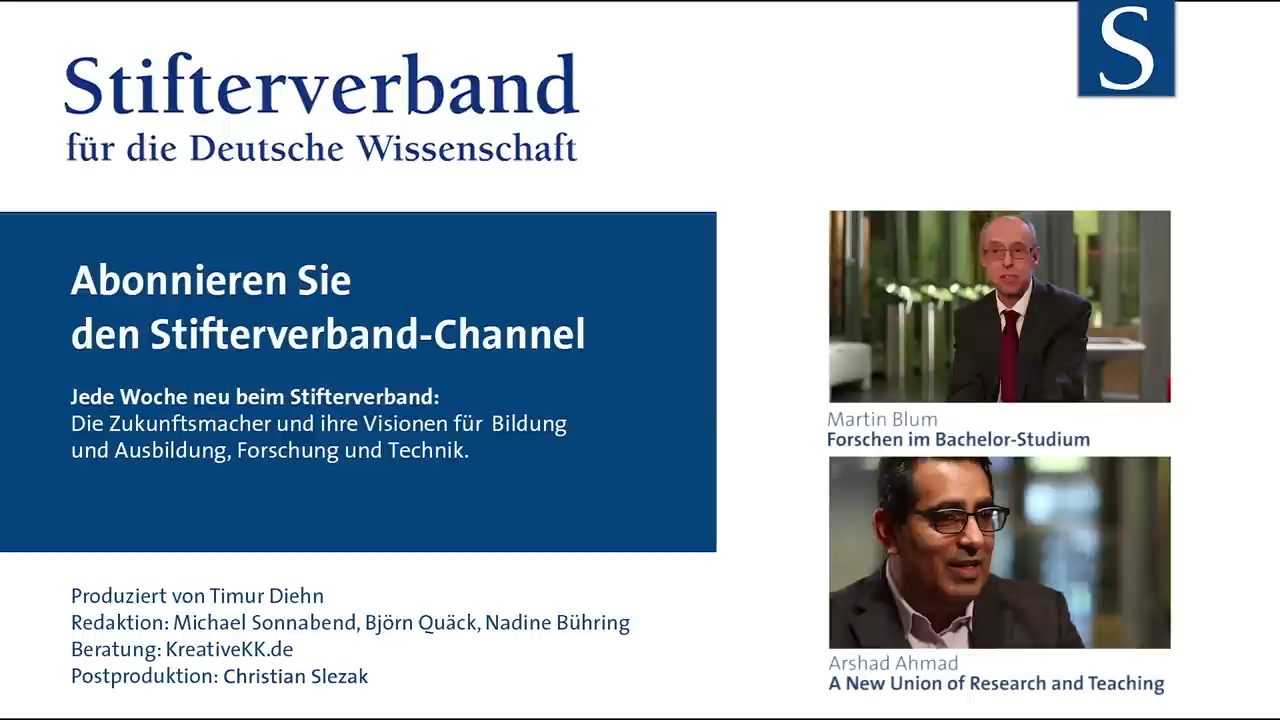 Stifterverband
für die Deutsche Wissenschaft
S
Abonnieren Sie
den Stifterverband-Channel
Jede Woche neu beim Stifterverband:
Die Zukunftsmacher und ihre Visionen für Bildung
und Ausbildung, Forschung und Technik.
Produziert von Timur Diehn
Redaktion: Michael Sonnabend, Björn Quäck, Nadine Bühring
Beratung: KreativeKK.de
Postproduktion: Christian Slezak
Martin Blum
Forschen im Bachelor-Studium
Arshad Ahmad
A New Union of Research and Teaching